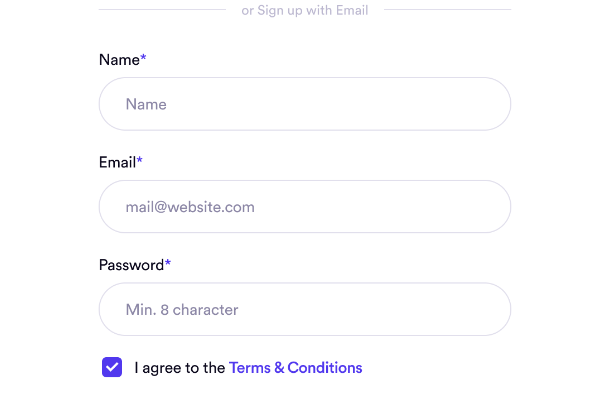 or Sign up with Email
Name*
Name
Email*
mail@website.com
Password*
Min. 8 character
I agree to the Terms & Conditions